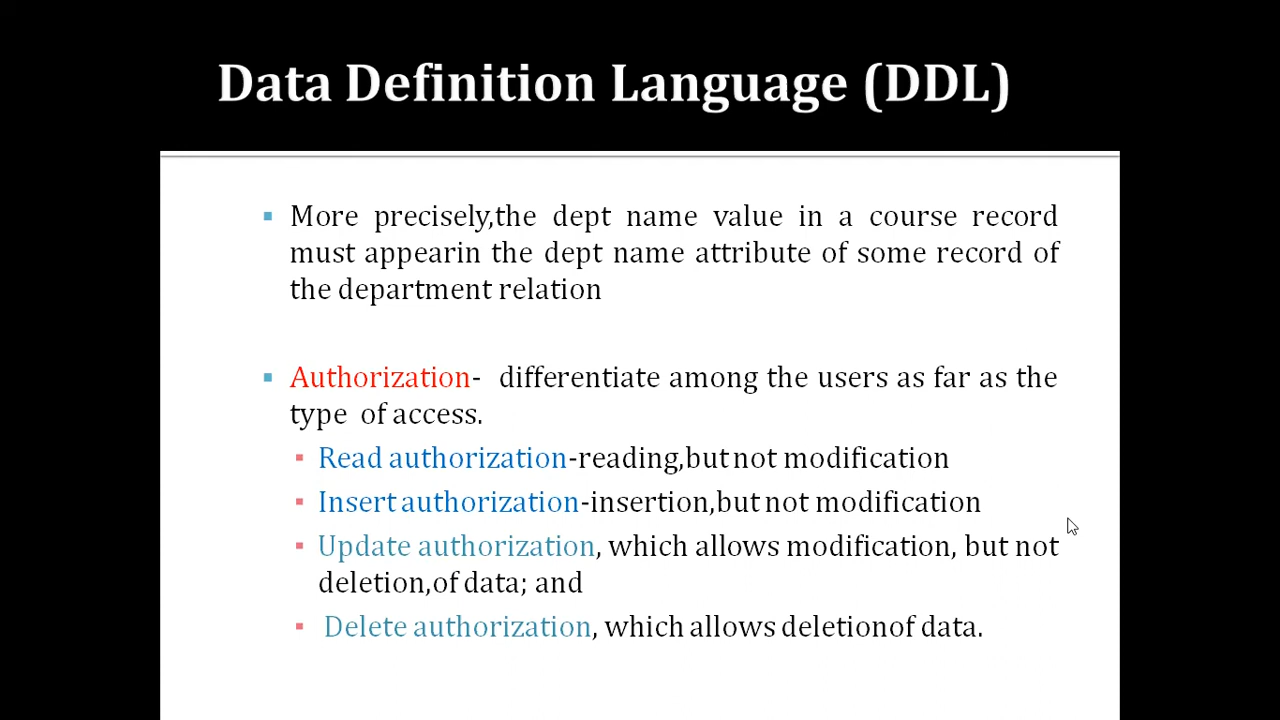 Data Definition Language (DDL)
▪ More precisely,the dept name value in a course record
must appearin the dept name attribute of some record of
the department relation
▪ Authorization- differentiate among the users as far as the
type of access.
▪ Read authorization-reading,but not modification
▪ Insert authorization-insertion,but not modification
▪ Update authorization, which allows modification, but not
deletion,of data; and
▪ Delete authorization, which allows deletionof data.